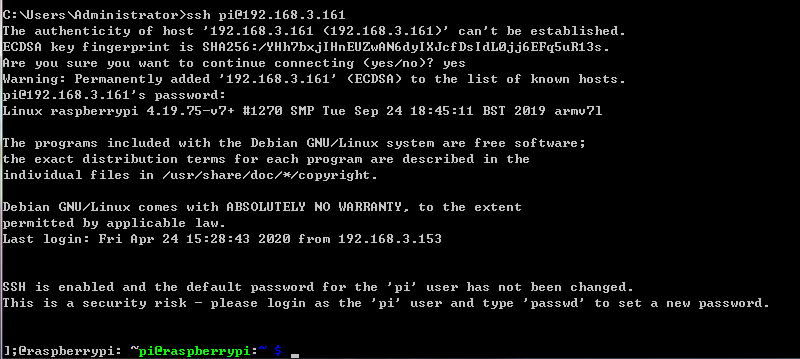 C:\Users\Administrator>ssh pi@192.168.3.161
The authenticity of host '192.168.3.161 (192.168.3.161)' can't be established.
ECDSA key fingerprint is SHA256:/YHh7bxjIHnEUZwAN6dyIXJcfDsIdL0jj6EFq5uR13s.
Are you sure you want to continue connecting (yes/no)? yes
Warning: Permanently added '192.168.3.161' (ECDSA) to the list of known hosts.
pi@192.168.3.161's password:
Linux raspberrypi 4.19.75-v7+ #1270 SMP Tue Sep 24 18:45:11 BST 2019 armv7l
The programs included with the Debian GNU/Linux system are free software;
the exact distribution terms for each program are described in the
individual files in /usr/share/doc/*/copyright.
Debian GNU/Linux comes with ABSOLUTELY NO WARRANTY, to the extent
permitted by applicable law.
Last login: Fri Apr 24 15:28:43 2020 from 192.168.3.153
SSH is enabled and the default password for the 'pi' user has not been changed.
This is a security risk - please login as the 'pi' user and type 'passwd' to set a new password.
];@raspberrypi: ~pi@raspberrypi:~ $